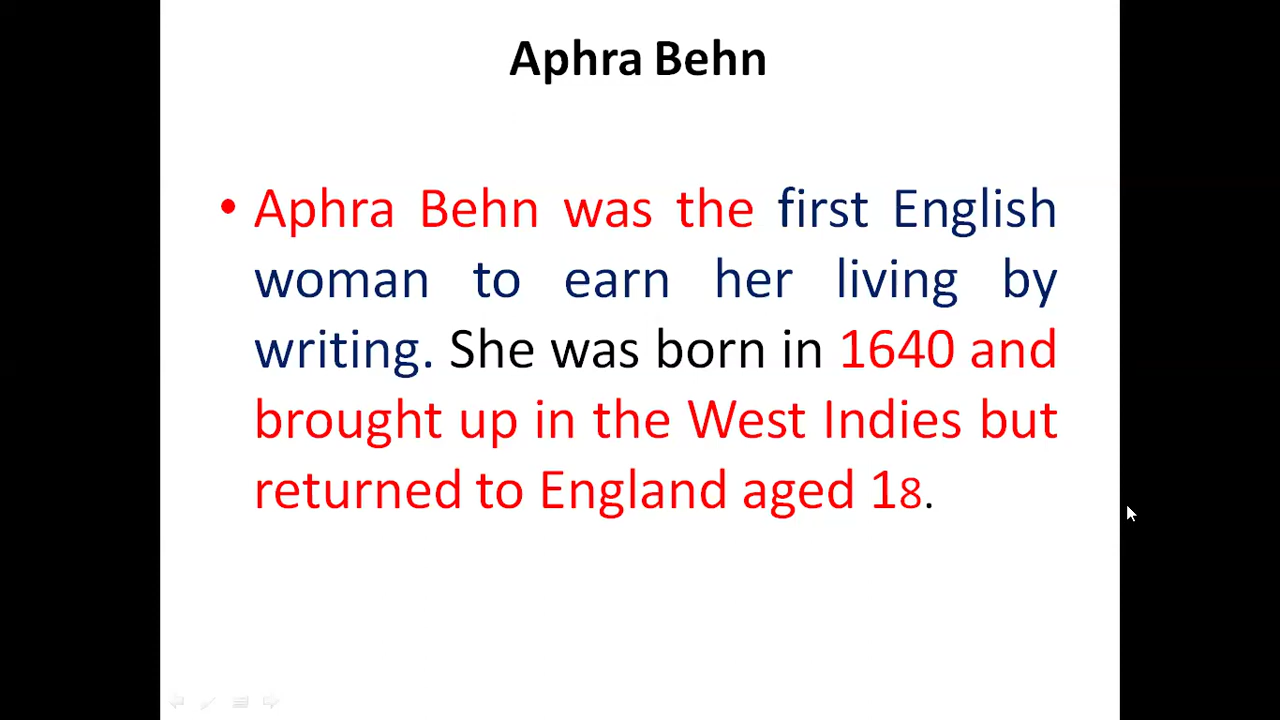 Aphra Behn
• Aphra Behn was the first English
woman to earn her living by
writing. She was born in 1640 and
brought up in the West Indies but
returned to England aged 18.